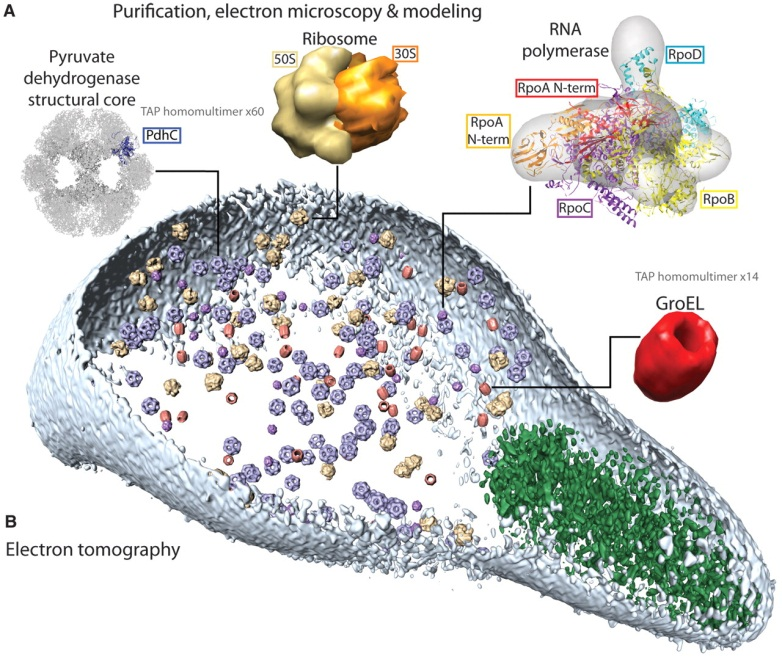 A
Purification, electron microscopy & modeling
Pyruvate
dehydrogenase
structural core
TAP homomultimer x60
PdhC
Ribosome
50S
30S
RNA
polymerase
RpoD
RpoA N-term
RpoA
N-term
RpoC
RpoB
TAP homomultimer x14
GroEL
B
Electron tomography